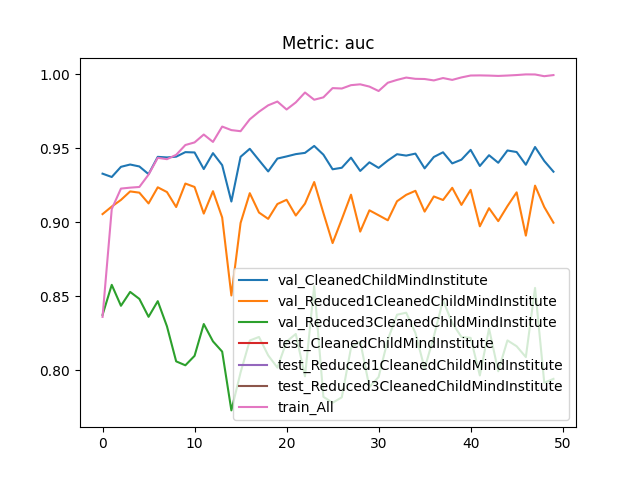 Metric: auc
1.00
0.95
0.90
0.85
0.80
val_CleanedChildMindInstitute
val_Reduced1CleanedChildMindInstitute
val_Reduced3CleanedChildMindInstitute
test_CleanedChildMindInstitute
test_Reduced1CleanedChildMindInstitute
test_Reduced3CleanedChildMindInstitute
train_All
0 10 20 30 40 50